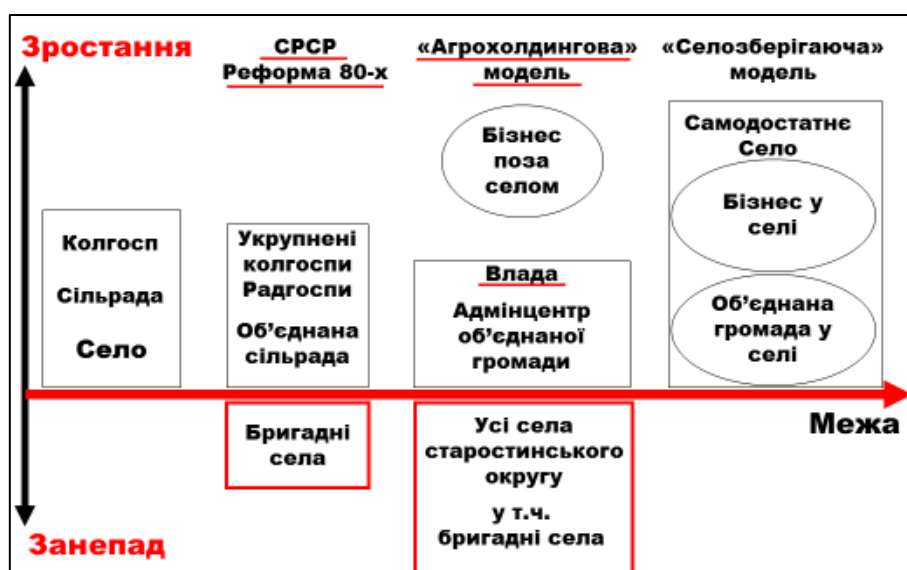 Зростання
СРСР
Реформа 80-х
«Агрохолдингова»
модель
«Селозберігаюча»
модель
Колгосп
Сільрада
Село
Укрупнені
колгоспи
Радгоспи
Об’єднана
сільрада
Бізнес
поза
селом
Влада
Адмінцентр
об’єднаної
громади
Самодостатнє
Село
Бізнес у
селі
Об’єднана
громада у
селі
Межа
Бригадні
села
Усі села
старостинського
округу
у т.ч.
бригадні села
Занепад